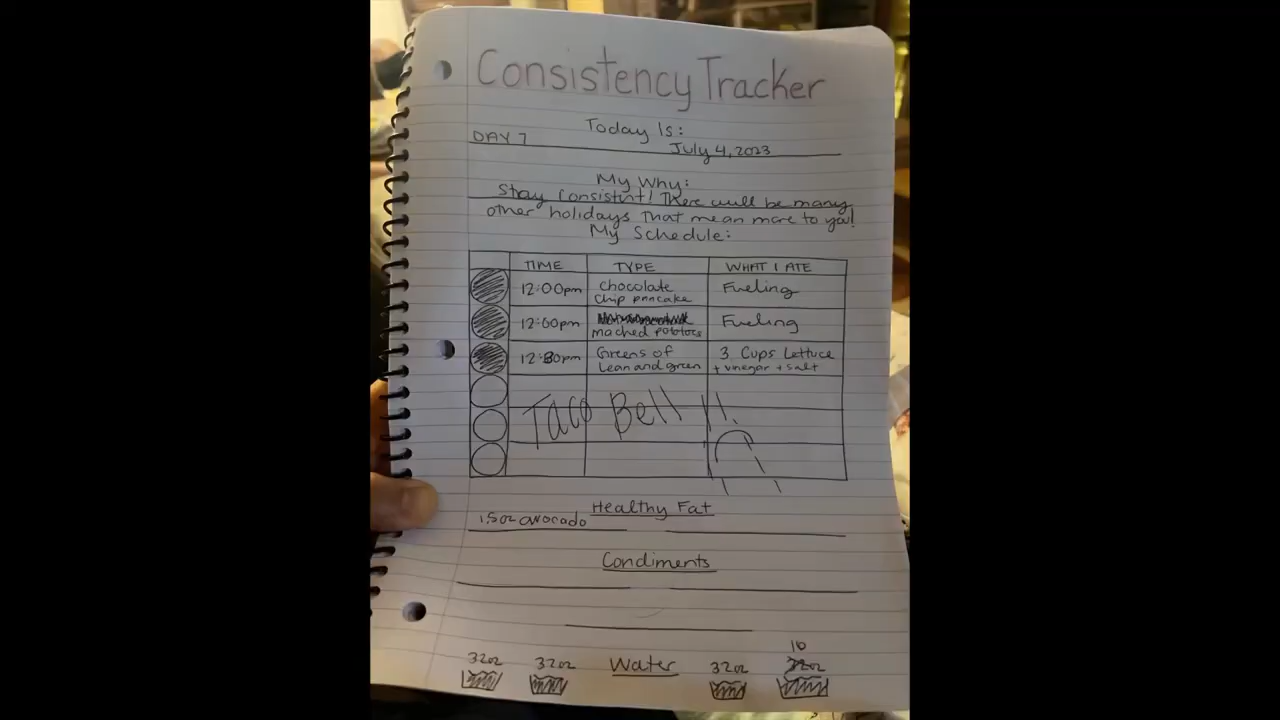 Consistency Tracker
Today Is:
DAY 7
July 4, 2023
My Why:
Stay Consistent! There will be many
other holidays that mean more to you!
My Schedule:
TIME TYPE WHAT I ATE
12:00pm Chocolate Chip pancake Fueling
12:00pm mached potatoes Fueling
12:30pm Greens of Lean and green 3 Cups Lettuce + vinegar + salt
Taco Bell !!
Healthy Fat
1.5oz avocado
Condiments
Water
32oz 32oz 32oz 16
32oz